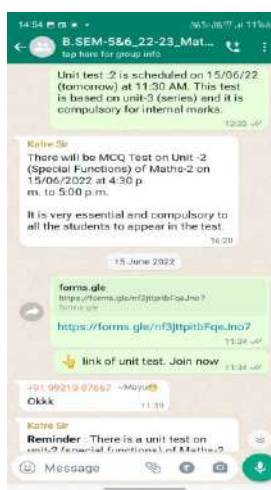 14:54
B.SEM-5&6_22-23_Mat...
tap here for group info
Unit test :2 is scheduled on 15/06/22
(tomorrow) at 11:30 AM. This test
is based on unit-3 (series) and it is
compulsory for internal marks.
12:22
Katre Sir
There will be MCQ Test on Unit -2
(Special Functions) of Maths-2 on
15/06/2022 at 4:30 p
m. to 5:00 p.m.
It is very essential and compulsory to
all the students to appear in the test.
16:20
15 June 2022
forms.gle
forms.gle
11:24
👆 link of unit test. Join now
11:24
+91 99219 07667 ~Mayu
Okkk
11:39
Katre Sir
Reminder : There is a unit test on
unit-2 (special functions) of Maths-2
Message